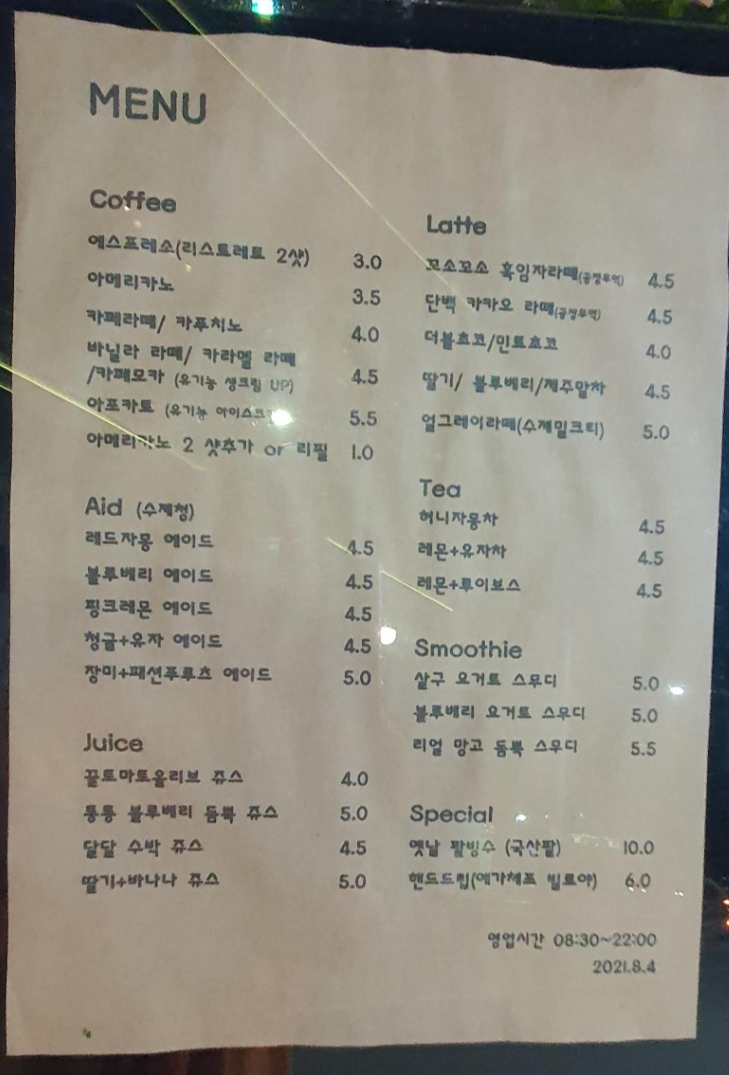 MENU
Coffee
에스프레소(리스트레토 2샷) 3.0
아메리카노 3.5
카페라떼/ 카푸치노 4.0
바닐라 라떼/ 카라멜 라떼
/카페모카 (유기농 생크림 UP) 4.5
아포카토 (유기농 5.5
아메리카노 2 샷추가 or 리필 1.0
Aid (수제청)
레드자몽 에이드 4.5
블루베리 에이드 4.5
핑크레몬 에이드 4.5
청귤+유자 에이드 4.5
장미+패션푸루츠 에이드 5.0
Juice
꿀토마토올리브 쥬스 4.0
통통 블루베리 듬뿍 쥬스 5.0
달달 수박 쥬스 4.5
딸기+바나나 쥬스 5.0
Latte
꼬소꼬소 흑임자라떼(공정무역) 4.5
단백 카카오 라떼(공정무역) 4.5
더블초코/민트초코 4.0
딸기/ 블루베리/제주말차 4.5
얼그레이라떼(수제밀크티) 5.0
Tea
허니자몽차 4.5
레몬+유자차 4.5
레몬+루이보스 4.5
Smoothie
살구 요거트 스무디 5.0
블루베리 요거트 스무디 5.0
리얼 망고 듬뿍 스무디 5.5
Special
옛날 팥빙수 (국산팥) 10.0
핸드드립(예가체프 빌로야) 6.0
영업시간 08:30~22:00
2021.8.4